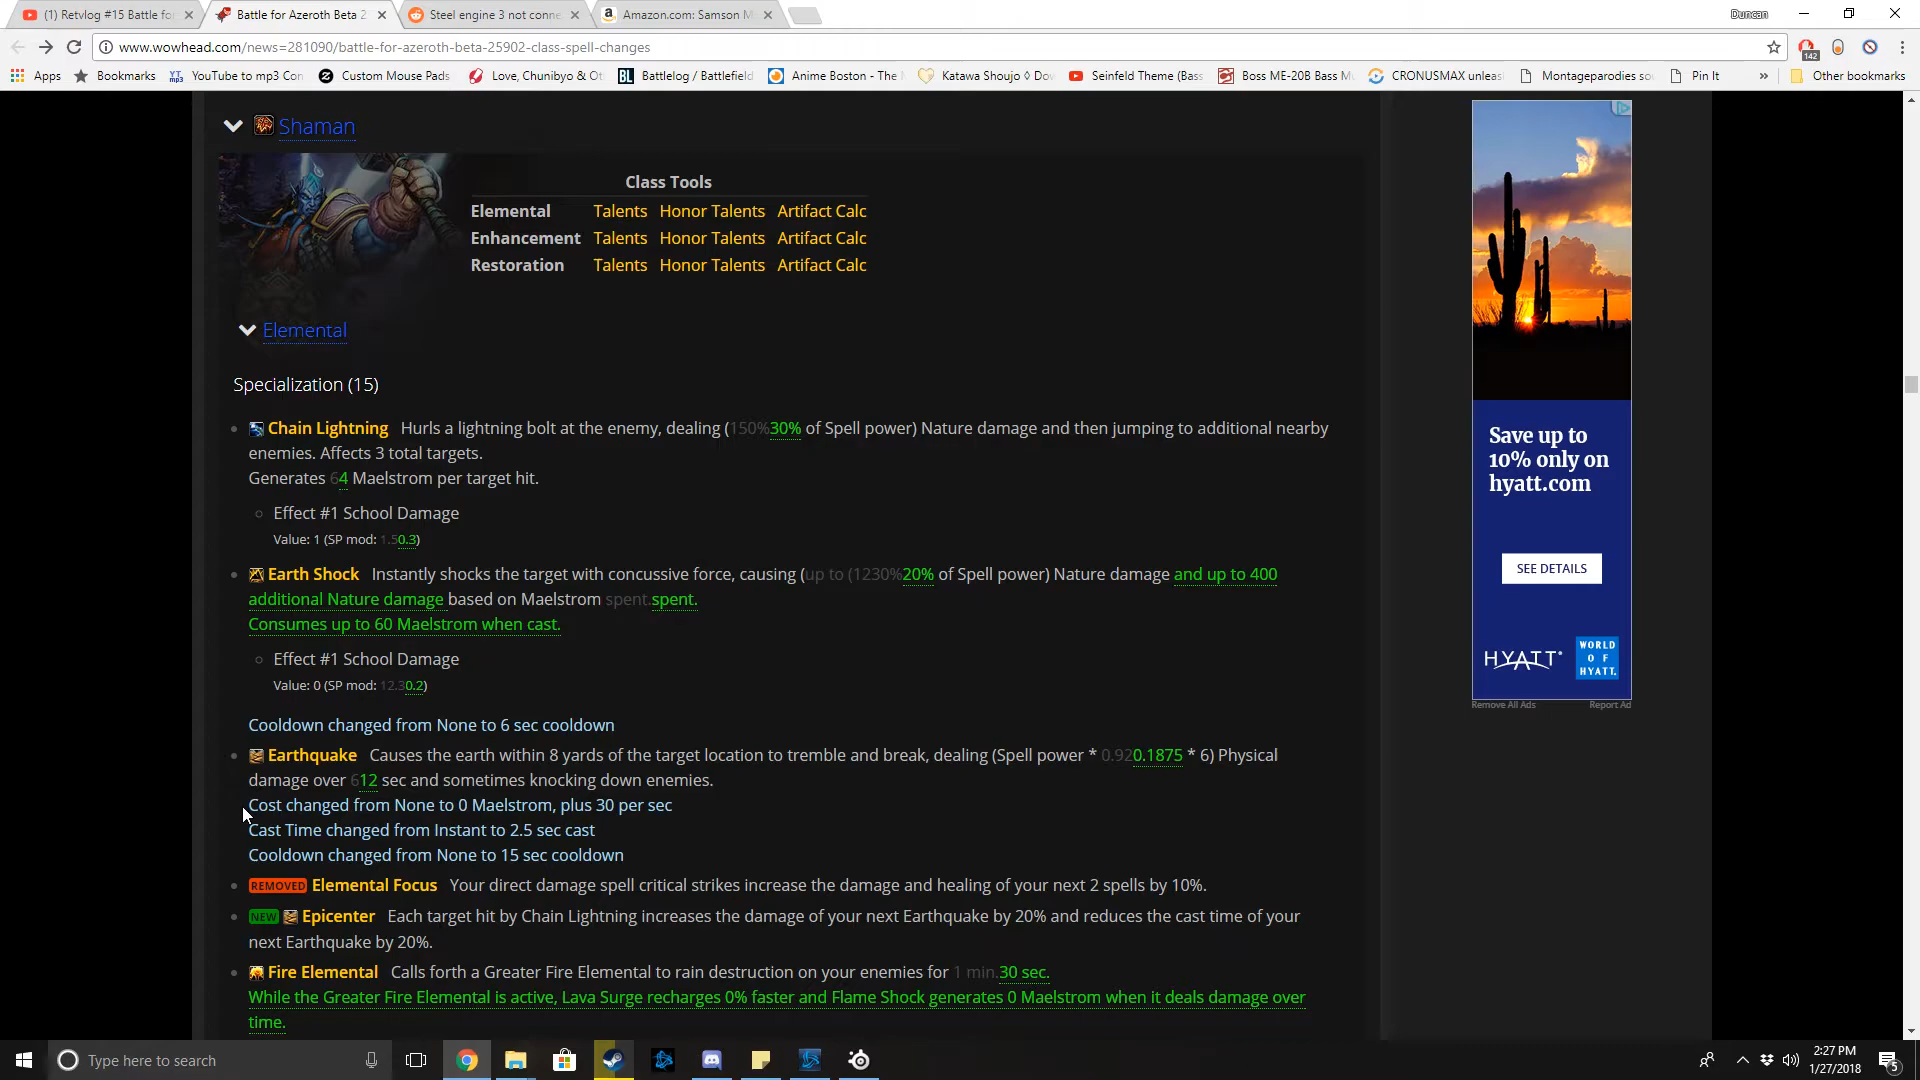 (1) Retvlog #15 Battle fo
Battle for Azeroth Beta 2
Steel engine 3 not conne
Amazon.com: Samson M
Duncan
www.wowhead.com/news=281090/battle-for-azeroth-beta-25902-class-spell-changes
142
Apps
Bookmarks
YouTube to mp3 Con
Custom Mouse Pads
Love, Chunibyo & Ot
BL
Battlelog / Battlefield
Anime Boston - The
Katawa Shoujo ◊ Dov
Seinfeld Theme (Bass
Boss ME-20B Bass M
CRONUSMAX unleas
Montageparodies so
Pin It
»
Other bookmarks
Shaman
Class Tools
Elemental Talents Honor Talents Artifact Calc
Enhancement Talents Honor Talents Artifact Calc
Restoration Talents Honor Talents Artifact Calc
Elemental
Specialization (15)
Chain Lightning Hurls a lightning bolt at the enemy, dealing (150%30% of Spell power) Nature damage and then jumping to additional nearby
enemies. Affects 3 total targets.
Generates 64 Maelstrom per target hit.
Effect #1 School Damage
Value: 1 (SP mod: 1.50.3)
Earth Shock Instantly shocks the target with concussive force, causing (up to (1230%20% of Spell power) Nature damage and up to 400
additional Nature damage based on Maelstrom spent.spent.
Consumes up to 60 Maelstrom when cast.
Effect #1 School Damage
Value: 0 (SP mod: 12.30.2)
Cooldown changed from None to 6 sec cooldown
Earthquake Causes the earth within 8 yards of the target location to tremble and break, dealing (Spell power * 0.920.1875 * 6) Physical
damage over 612 sec and sometimes knocking down enemies.
Cost changed from None to 0 Maelstrom, plus 30 per sec
Cast Time changed from Instant to 2.5 sec cast
Cooldown changed from None to 15 sec cooldown
REMOVED Elemental Focus Your direct damage spell critical strikes increase the damage and healing of your next 2 spells by 10%.
NEW Epicenter Each target hit by Chain Lightning increases the damage of your next Earthquake by 20% and reduces the cast time of your
next Earthquake by 20%.
Fire Elemental Calls forth a Greater Fire Elemental to rain destruction on your enemies for 1 min.30 sec.
While the Greater Fire Elemental is active, Lava Surge recharges 0% faster and Flame Shock generates 0 Maelstrom when it deals damage over
time.
Save up to
10% only on
hyatt.com
SEE DETAILS
HYATT
WORLD
OF
HYATT.
Remove All Ads
Report Ad
Type here to search
2:27 PM
1/27/2018
5